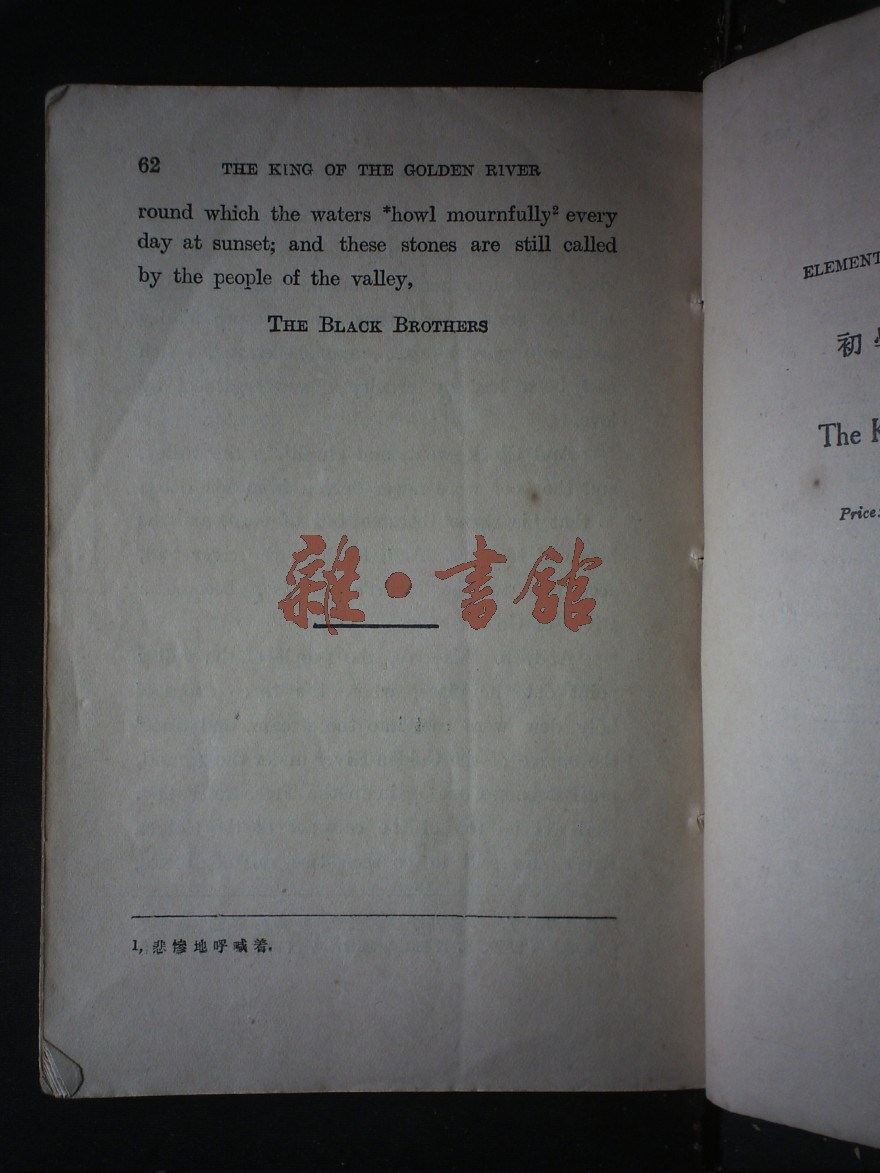 62 THE KING OF THE GOLDEN RIVER
round which the waters *howl mournfully² every
day at sunset; and these stones are still called
by the people of the valley,
THE BLACK BROTHERS
雜·書館
1, 悲慘地呼喊着.
ELEMENT
初
The K
Price: